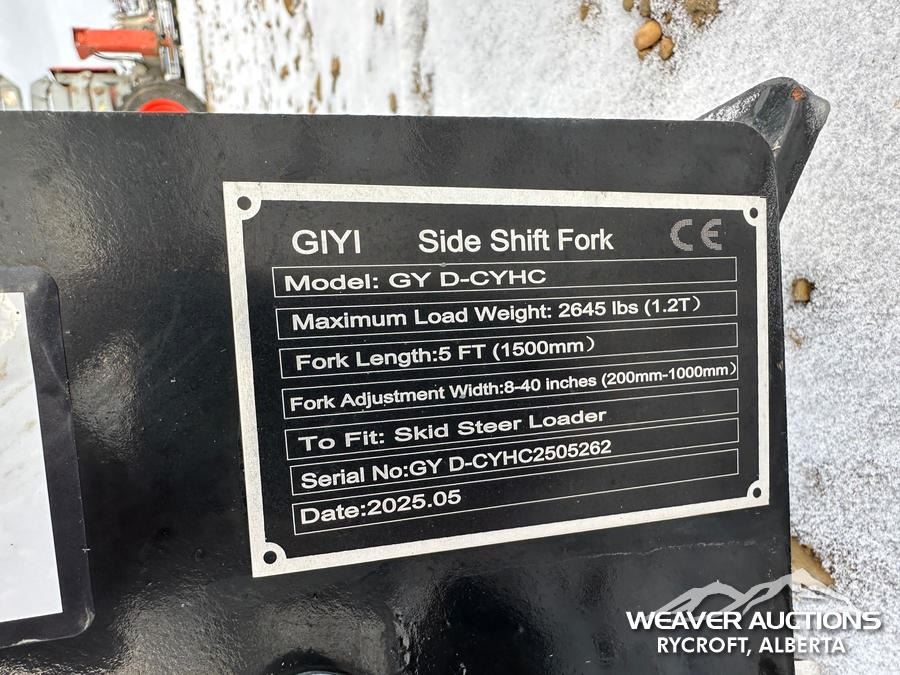 GIYI Side Shift Fork CE
Model: GY D-CYHC
Maximum Load Weight: 2645 lbs (1.2T)
Fork Length:5 FT (1500mm)
Fork Adjustment Width:8-40 inches (200mm-1000mm)
To Fit: Skid Steer Loader
Serial No:GY D-CYHC2505262
Date:2025.05
WEAVER AUCTIONS
RYCROFT, ALBERTA